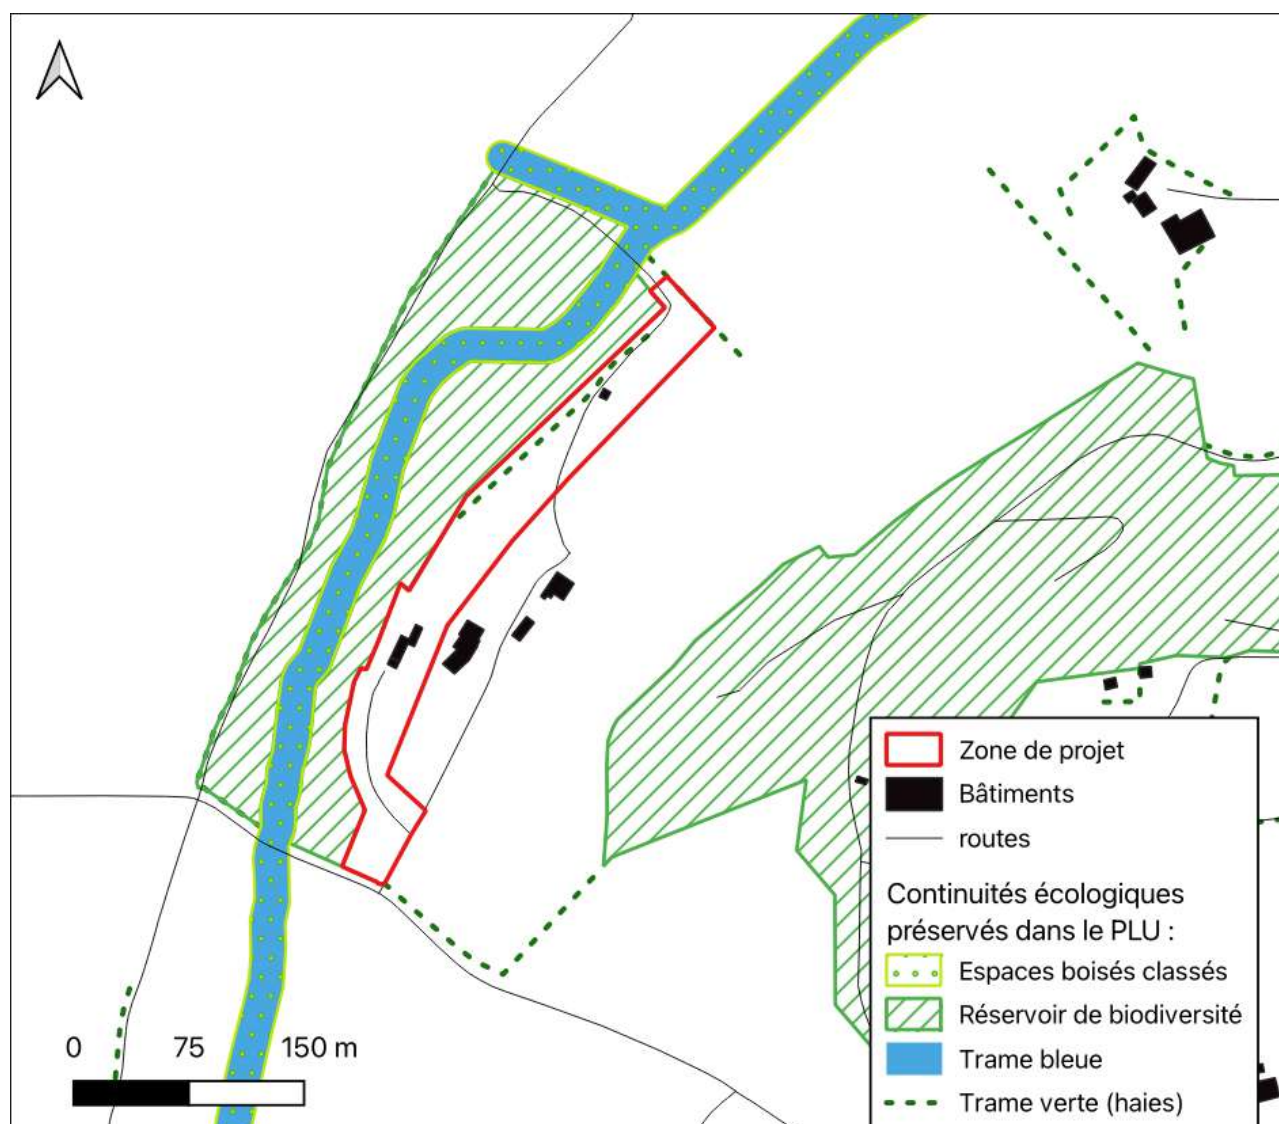 Zone de projet
Bâtiments
routes
Continuités écologiques
préservés dans le PLU :
Espaces boisés classés
Réservoir de biodiversité
Trame bleue
Trame verte (haies)
0 75 150 m